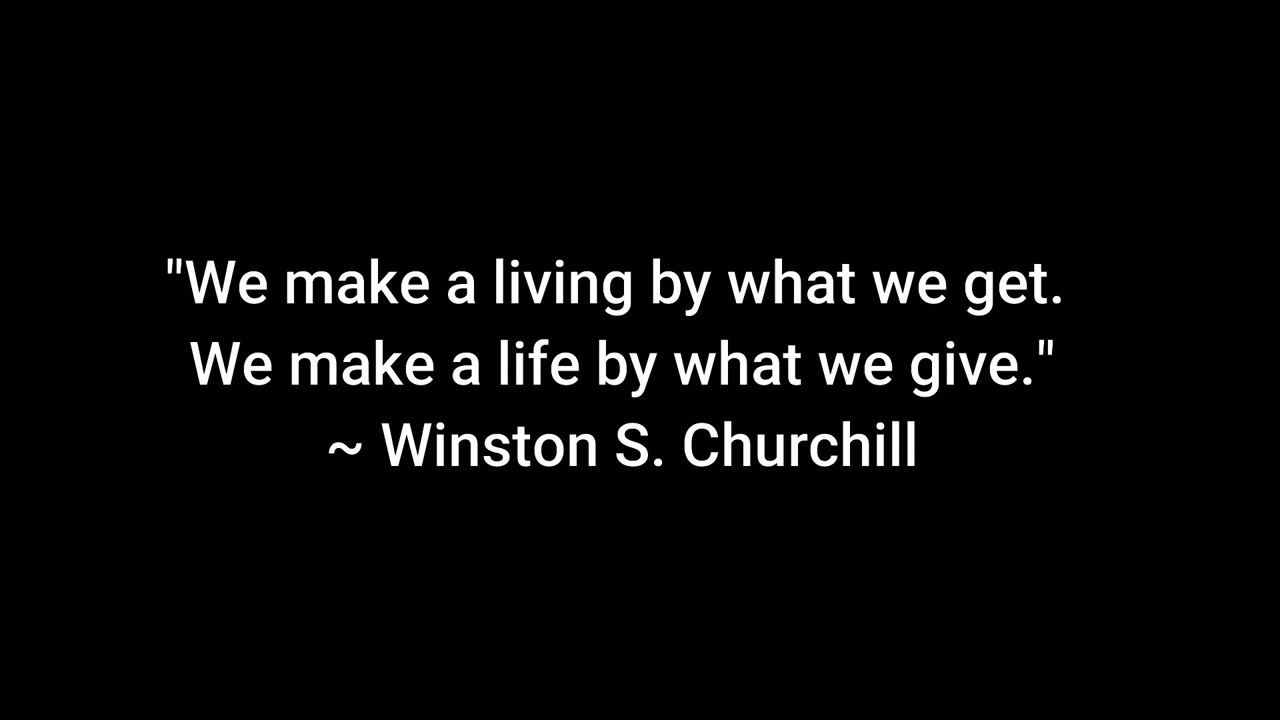 "We make a living by what we get.
We make a life by what we give."
~ Winston S. Churchill